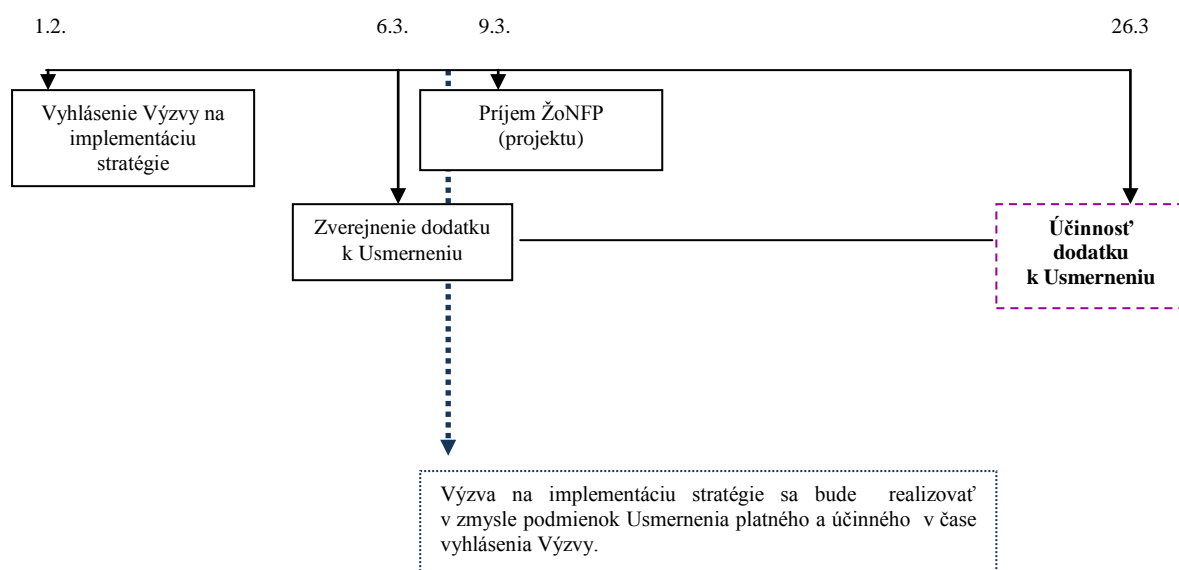 1.2. 6.3. 9.3. 26.3
Vyhlásenie Výzvy na
implementáciu
stratégie
Príjem ŽoNFP
(projektu)
Zverejnenie dodatku
k Usmerneniu
Účinnosť
dodatku
k Usmerneniu
Výzva na implementáciu stratégie sa bude realizovať
v zmysle podmienok Usmernenia platného a účinného v čase
vyhlásenia Výzvy.